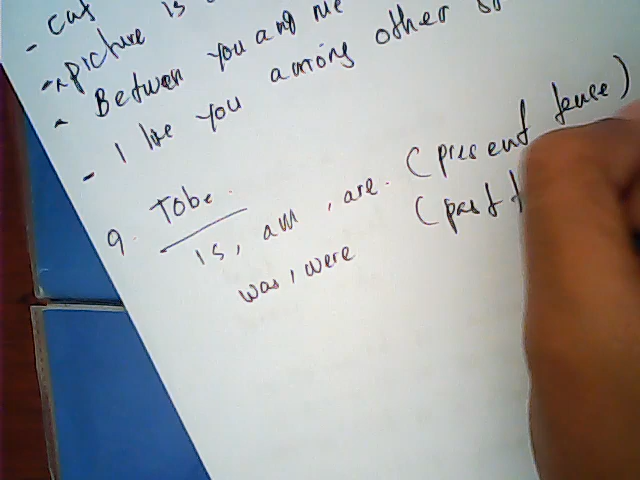 - cat
- A picture is
- Between you and me
- I like you among other
9. Tobe.
is, am, are. (present tense)
was, were (past t